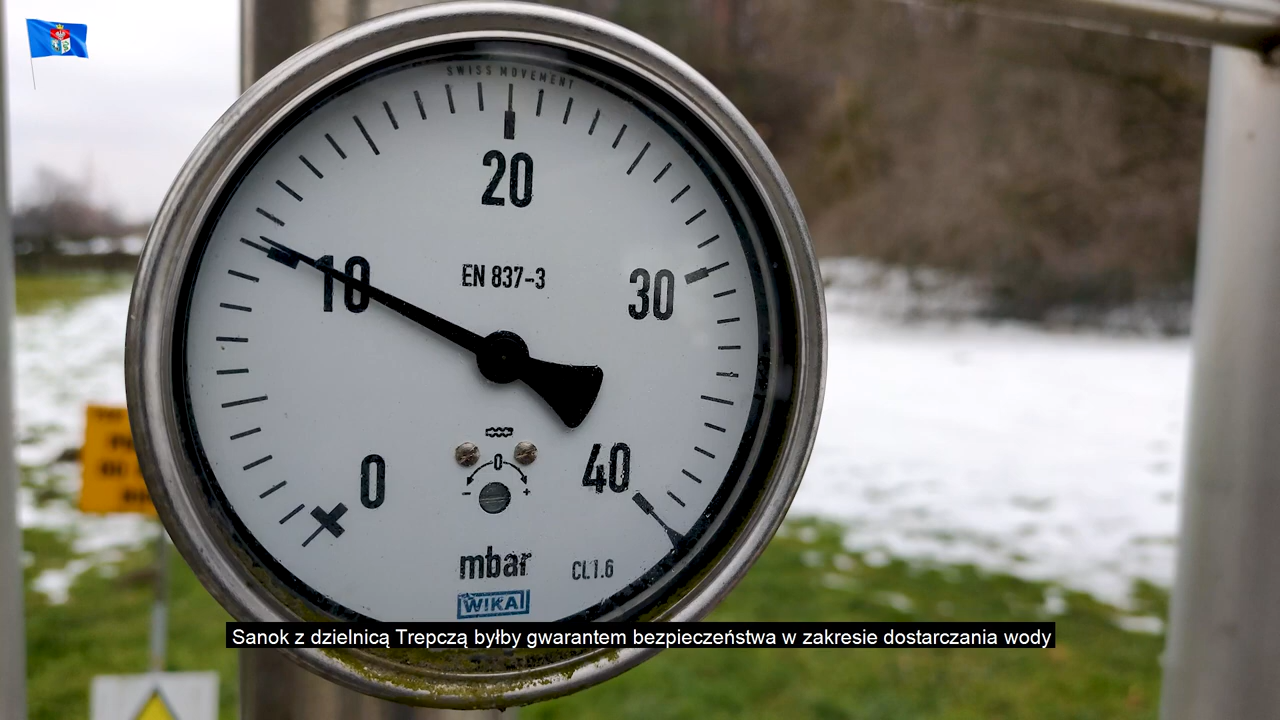 SWISS MOVEMENT
20
10
EN 837-3
30
0
40
0
- +
mbar
CL1.6
WIKA
Sanok z dzielnicą Trepczą byłby gwarantem bezpieczeństwa w zakresie dostarczania wody